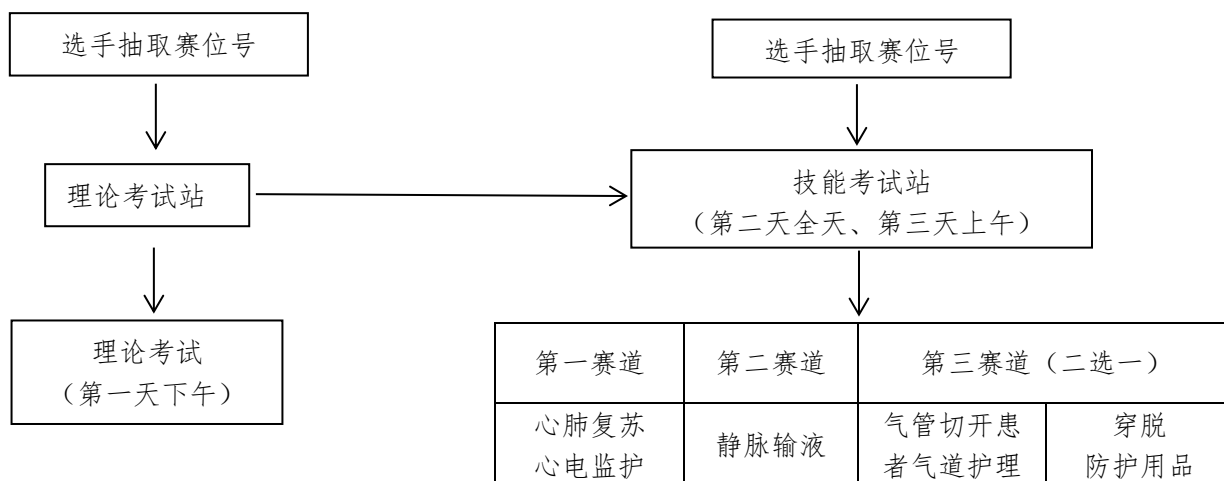 选手抽取赛位号
选手抽取赛位号
理论考试站
技能考试站
（第二天全天、第三天上午）
理论考试
（第一天下午）
第一赛道
第二赛道
第三赛道（二选一）
心肺复苏
心电监护
静脉输液
气管切开患
者气道护理
穿脱
防护用品